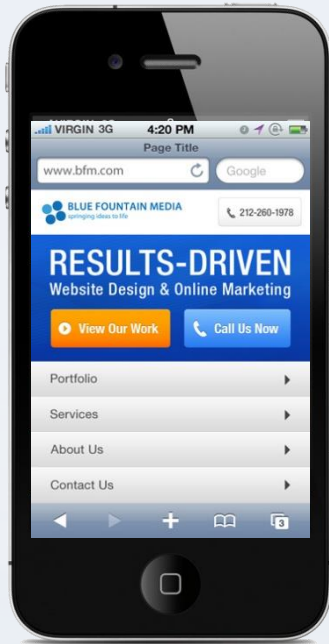 VIRGIN 3G 4:20 PM
Page Title
www.bfm.com Google
BLUE FOUNTAIN MEDIA
springing ideas to life
212-260-1978
RESULTS-DRIVEN
Website Design & Online Marketing
View Our Work Call Us Now
Portfolio
Services
About Us
Contact Us
3